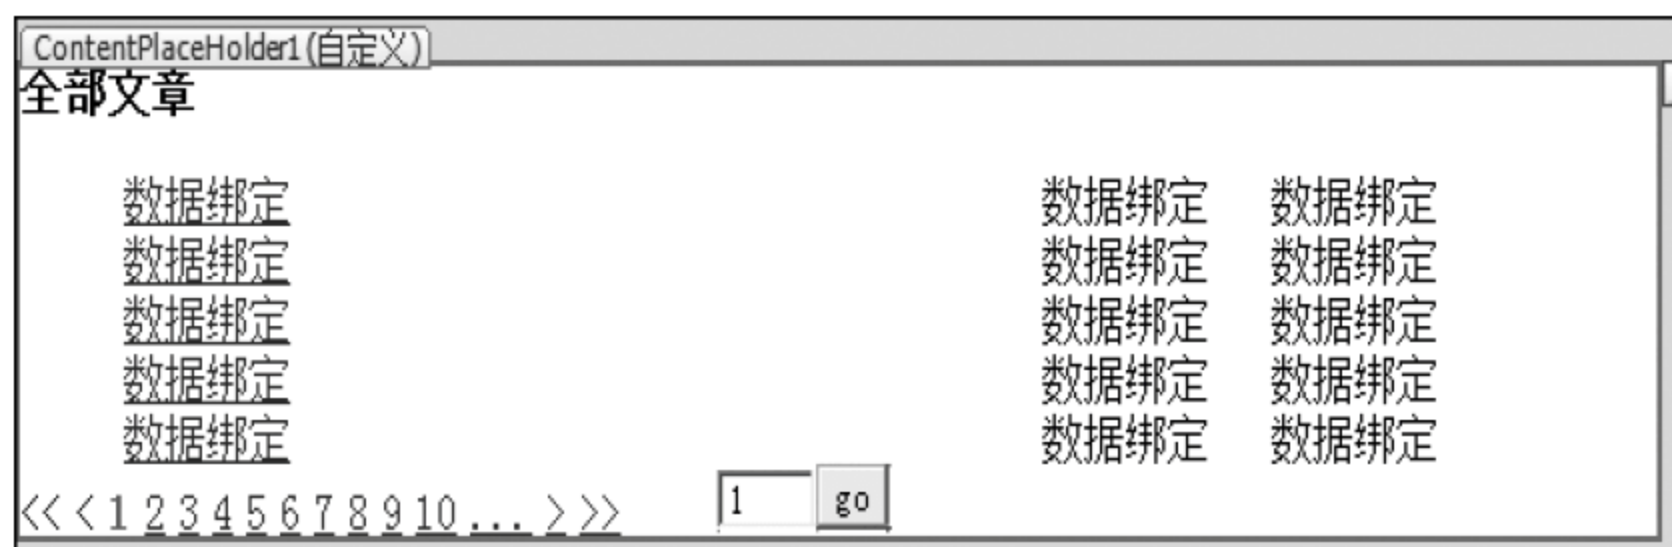 ContentPlaceHolder1(自定义)
全部文章
数据绑定 数据绑定 数据绑定
数据绑定 数据绑定 数据绑定
数据绑定 数据绑定 数据绑定
数据绑定 数据绑定 数据绑定
数据绑定 数据绑定 数据绑定
<< < 1 2 3 4 5 6 7 8 9 10 ... > >> 1 go